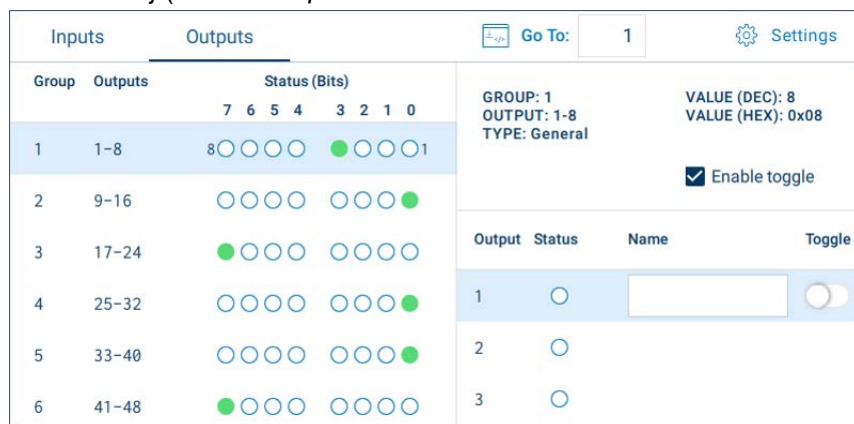 Inputs Outputs Go To: 1 Settings
Group Outputs Status (Bits)
7 6 5 4 3 2 1 0
1 1-8 8 1
2 9-16
3 17-24
4 25-32
5 33-40
6 41-48
GROUP: 1 VALUE (DEC): 8
OUTPUT: 1-8 VALUE (HEX): 0x08
TYPE: General
Enable toggle
Output Status Name Toggle
1
2
3